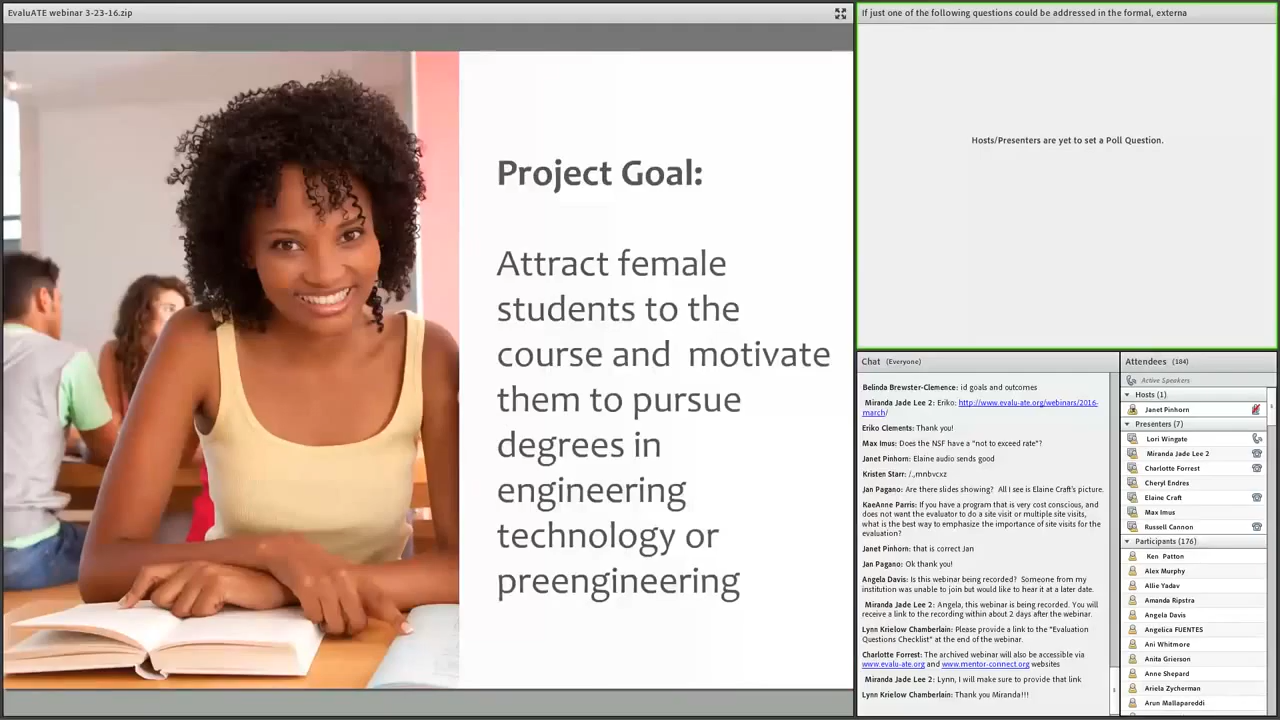 EvaluATE webinar 3-23-16.zip
Project Goal:
Attract female
students to the
course and motivate
them to pursue
degrees in
engineering
technology or
preengineering
If just one of the following questions could be addressed in the formal, externa
Hosts/Presenters are yet to set a Poll Question.
Chat (Everyone)
Belinda Brewster-Clemence: id goals and outcomes
Miranda Jade Lee 2: Eriko: http://www.evalu-ate.org/webinars/2016-
march/
Eriko Clements: Thank you!
Max Imus: Does the NSF have a "not to exceed rate"?
Janet Pinhorn: Elaine audio sends good
Kristen Starr: /.,mnbvcxz
Jan Pagano: Are there slides showing? All I see is Elaine Craft's picture.
KaeAnne Parris: If you have a program that is very cost conscious, and
does not want the evaluator to do a site visit or multiple site visits,
what is the best way to emphasize the importance of site visits for the
evaluation?
Janet Pinhorn: that is correct Jan
Jan Pagano: Ok thank you!
Angela Davis: Is this webinar being recorded? Someone from my
institution was unable to join but would like to hear it at a later date.
Miranda Jade Lee 2: Angela, this webinar is being recorded. You will
receive a link to the recording within about 2 days after the webinar.
Lynn Krielow Chamberlain: Please provide a link to the "Evaluation
Questions Checklist" at the end of the webinar.
Charlotte Forrest: The archived webinar will also be accessible via
www.evalu-ate.org and www.mentor-connect.org websites
Miranda Jade Lee 2: Lynn, I will make sure to provide that link
Lynn Krielow Chamberlain: Thank you Miranda!!!
Attendees (184)
Active Speakers
Hosts (1)
Janet Pinhorn
Presenters (7)
Lori Wingate
Miranda Jade Lee 2
Charlotte Forrest
Cheryl Endres
Elaine Craft
Max Imus
Russell Cannon
Participants (176)
Ken Patton
Alex Murphy
Allie Yadav
Amanda Ripstra
Angela Davis
Angelica FUENTES
Ani Whitmore
Anita Grierson
Anne Shepard
Ariela Zycherman
Arun Mallapareddi